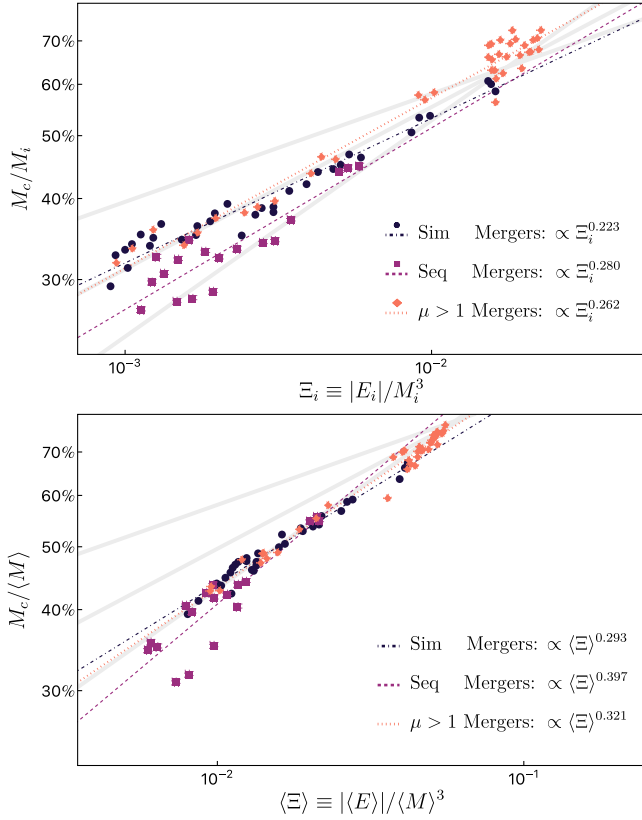 70%
60%
50%
40%
30%
M_c/M_i
Sim Mergers: ∝ Ξ_i^0.223
Seq Mergers: ∝ Ξ_i^0.280
μ > 1 Mergers: ∝ Ξ_i^0.262
10^−3
10^−2
Ξ_i ≡ |E_i|/M_i^3
70%
60%
50%
40%
30%
M_c/⟨M⟩
Sim Mergers: ∝ ⟨Ξ⟩^0.293
Seq Mergers: ∝ ⟨Ξ⟩^0.397
μ > 1 Mergers: ∝ ⟨Ξ⟩^0.321
10^−2
10^−1
⟨Ξ⟩ ≡ |⟨E⟩|/⟨M⟩^3